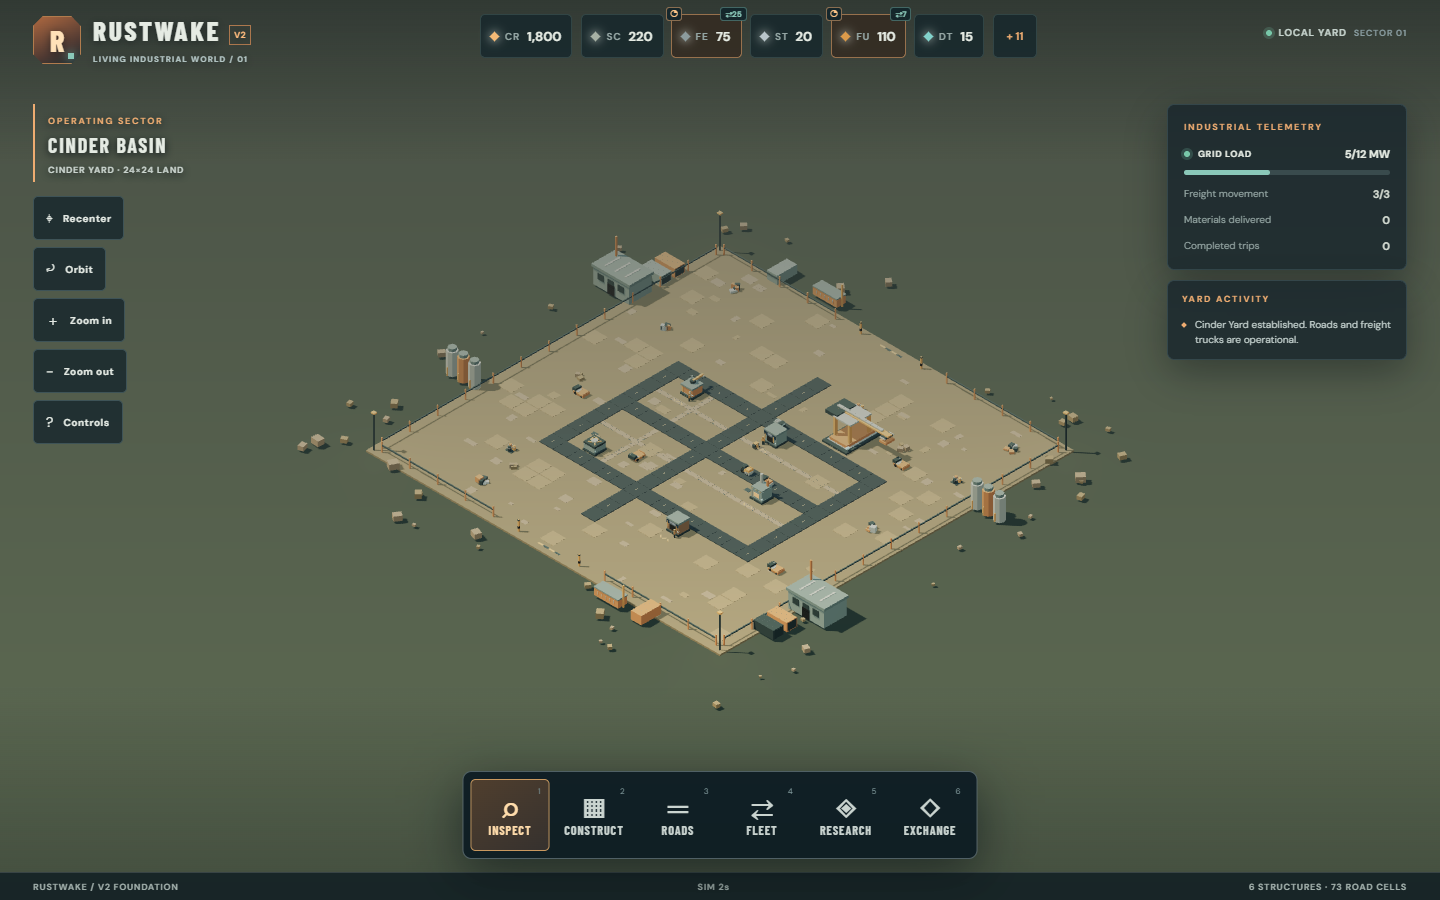 R
RUSTWAKE V2
LIVING INDUSTRIAL WORLD / 01
CR 1,800
SC 220
FE 75
⇄26
ST 20
FU 110
⇄7
DT 15
+ 11
LOCAL YARD SECTOR 01
OPERATING SECTOR
CINDER BASIN
CINDER YARD · 24×24 LAND
Recenter
Orbit
+ Zoom in
− Zoom out
? Controls
INDUSTRIAL TELEMETRY
GRID LOAD 5/12 MW
Freight movement 3/3
Materials delivered 0
Completed trips 0
YARD ACTIVITY
Cinder Yard established. Roads and freight
trucks are operational.
1 INSPECT
2 CONSTRUCT
3 ROADS
4 FLEET
5 RESEARCH
6 EXCHANGE
RUSTWAKE / V2 FOUNDATION
SIM 2s
6 STRUCTURES · 73 ROAD CELLS